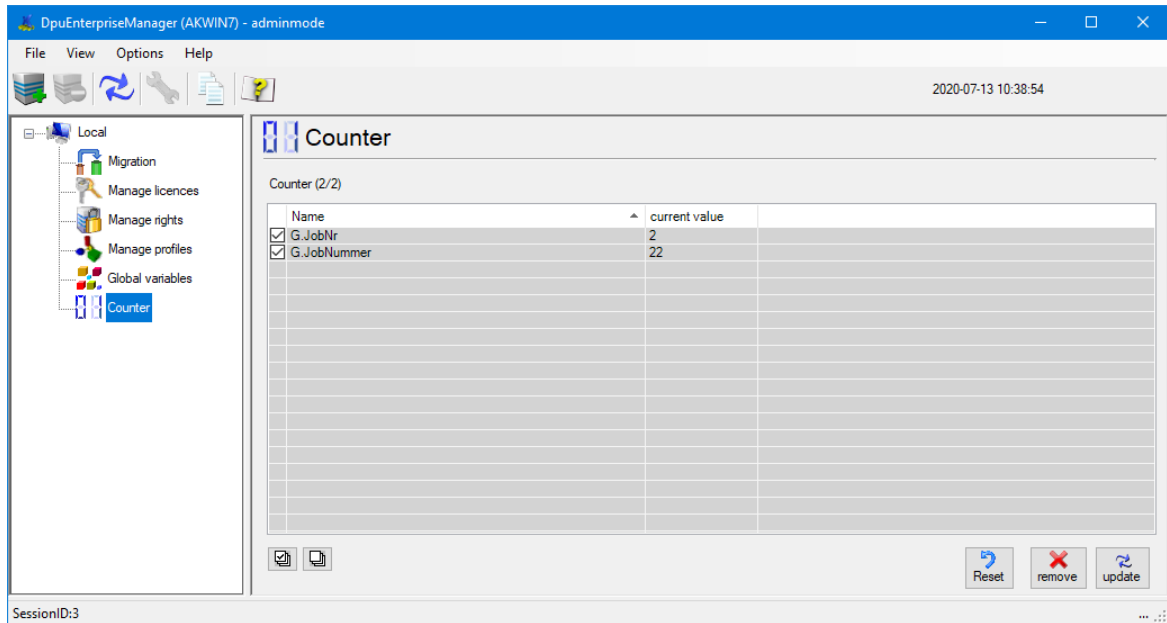 DpuEnterpriseManager (AKWIN7) - adminmode
File View Options Help
2020-07-13 10:38:54
Local
Migration
Manage licences
Manage rights
Manage profiles
Global variables
Counter
Counter
Counter (2/2)
Name current value
G.JobNr 2
G.JobNummer 22
Reset remove update
SessionID:3 ...